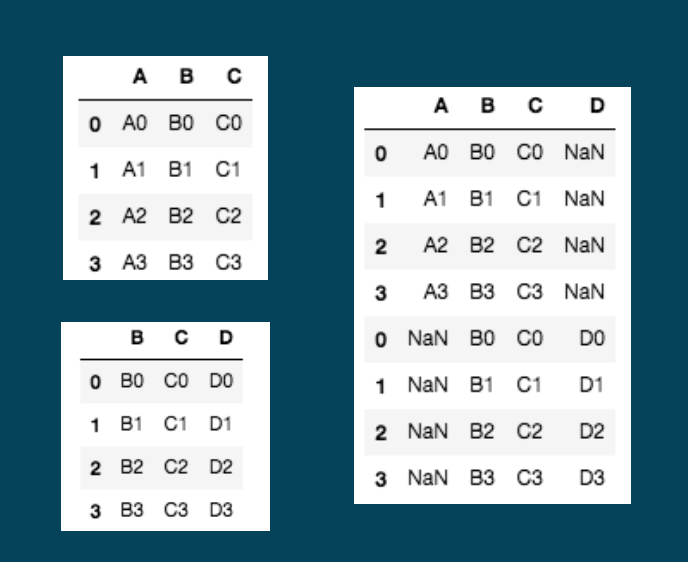 A B C
0 A0 B0 C0
1 A1 B1 C1
2 A2 B2 C2
3 A3 B3 C3
B C D
0 B0 C0 D0
1 B1 C1 D1
2 B2 C2 D2
3 B3 C3 D3
A B C D
0 A0 B0 C0 NaN
1 A1 B1 C1 NaN
2 A2 B2 C2 NaN
3 A3 B3 C3 NaN
0 NaN B0 C0 D0
1 NaN B1 C1 D1
2 NaN B2 C2 D2
3 NaN B3 C3 D3